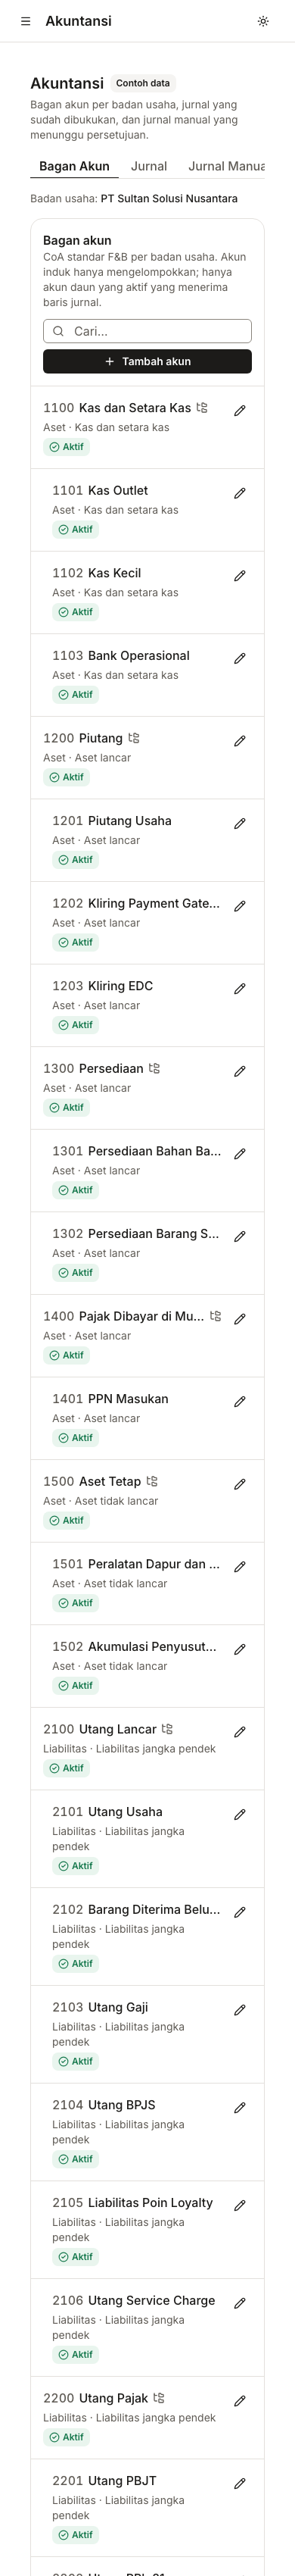 Akuntansi
Akuntansi Contoh data
Bagan akun per badan usaha, jurnal yang
sudah dibukukan, dan jurnal manual yang
menunggu persetujuan.
Bagan Akun Jurnal Jurnal Manua
Badan usaha: PT Sultan Solusi Nusantara
Bagan akun
CoA standar F&B per badan usaha. Akun
induk hanya mengelompokkan; hanya
akun daun yang aktif yang menerima
baris jurnal.
Cari...
Tambah akun
1100 Kas dan Setara Kas
Aset · Kas dan setara kas
Aktif
1101 Kas Outlet
Aset · Kas dan setara kas
Aktif
1102 Kas Kecil
Aset · Kas dan setara kas
Aktif
1103 Bank Operasional
Aset · Kas dan setara kas
Aktif
1200 Piutang
Aset · Aset lancar
Aktif
1201 Piutang Usaha
Aset · Aset lancar
Aktif
1202 Kliring Payment Gate...
Aset · Aset lancar
Aktif
1203 Kliring EDC
Aset · Aset lancar
Aktif
1300 Persediaan
Aset · Aset lancar
Aktif
1301 Persediaan Bahan Ba...
Aset · Aset lancar
Aktif
1302 Persediaan Barang S...
Aset · Aset lancar
Aktif
1400 Pajak Dibayar di Mu...
Aset · Aset lancar
Aktif
1401 PPN Masukan
Aset · Aset lancar
Aktif
1500 Aset Tetap
Aset · Aset tidak lancar
Aktif
1501 Peralatan Dapur dan ...
Aset · Aset tidak lancar
Aktif
1502 Akumulasi Penyusut...
Aset · Aset tidak lancar
Aktif
2100 Utang Lancar
Liabilitas · Liabilitas jangka pendek
Aktif
2101 Utang Usaha
Liabilitas · Liabilitas jangka
pendek
Aktif
2102 Barang Diterima Belu...
Liabilitas · Liabilitas jangka
pendek
Aktif
2103 Utang Gaji
Liabilitas · Liabilitas jangka
pendek
Aktif
2104 Utang BPJS
Liabilitas · Liabilitas jangka
pendek
Aktif
2105 Liabilitas Poin Loyalty
Liabilitas · Liabilitas jangka
pendek
Aktif
2106 Utang Service Charge
Liabilitas · Liabilitas jangka
pendek
Aktif
2200 Utang Pajak
Liabilitas · Liabilitas jangka pendek
Aktif
2201 Utang PBJT
Liabilitas · Liabilitas jangka
pendek
Aktif